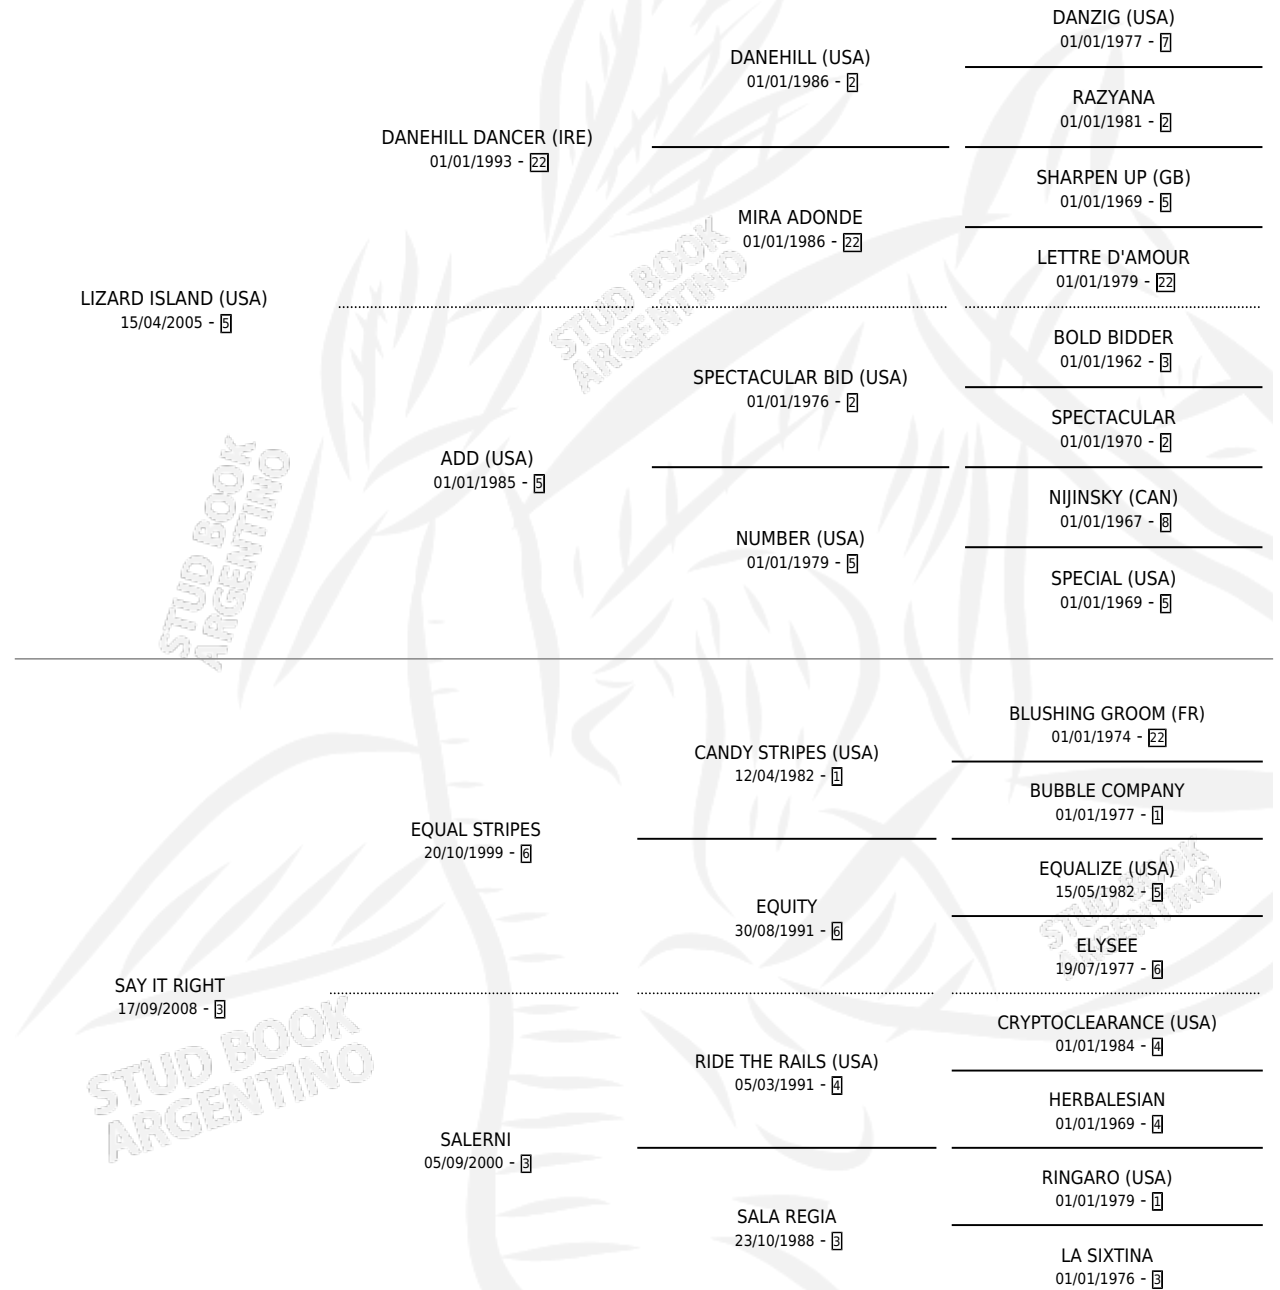 DANZIG (USA)
01/01/1977 - 7
DANEHILL (USA)
01/01/1986 - 2
RAZYANA
01/01/1981 - 2
DANEHILL DANCER (IRE)
01/01/1993 - 22
SHARPEN UP (GB)
01/01/1969 - 5
MIRA ADONDE
01/01/1986 - 22
LETTRE D'AMOUR
01/01/1979 - 22
LIZARD ISLAND (USA)
15/04/2005 - 5
BOLD BIDDER
01/01/1962 - 3
SPECTACULAR BID (USA)
01/01/1976 - 2
SPECTACULAR
01/01/1970 - 2
ADD (USA)
01/01/1985 - 5
NIJINSKY (CAN)
01/01/1967 - 8
NUMBER (USA)
01/01/1979 - 5
SPECIAL (USA)
01/01/1969 - 5
BLUSHING GROOM (FR)
01/01/1974 - 22
CANDY STRIPES (USA)
12/04/1982 - 1
BUBBLE COMPANY
01/01/1977 - 1
EQUAL STRIPES
20/10/1999 - 6
EQUALIZE (USA)
15/05/1982 - 5
EQUITY
30/08/1991 - 6
ELYSEE
19/07/1977 - 6
SAY IT RIGHT
17/09/2008 - 3
CRYPTOCLEARANCE (USA)
01/01/1984 - 4
RIDE THE RAILS (USA)
05/03/1991 - 4
HERBALESIAN
01/01/1969 - 4
SALERNI
05/09/2000 - 3
RINGARO (USA)
01/01/1979 - 1
SALA REGIA
23/10/1988 - 3
LA SIXTINA
01/01/1976 - 3
STUD BOOK
ARGENTINO
STUD BOOK
ARGENTINO
STUD BOOK
ARGENTINO
STUD BOOK
ARGENTINO